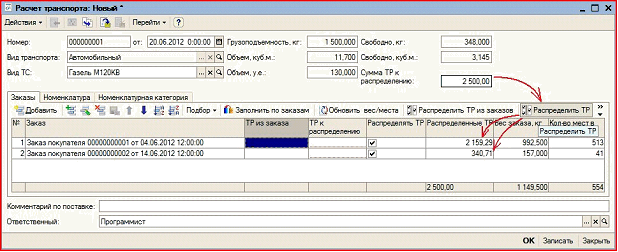 Расчет транспорта: Новый *
Действия Перейти
Номер: 000000001 от: 20.06.2012 0:00:00 Грузоподъемность, кг: 1 500,000 Свободно, кг: 348,000
Вид транспорта: Автомобильный Объем, куб.м.: 11,700 Свободно, куб.м.: 3,145
Вид ТС: Газель М120КВ Объем, у.е.: 130,000 Сумма ТР к распределению: 2 500,00
Заказы Номенклатура Номенклатурная категория
Добавить Подбор Заполнить по заказам Обновить вес/места Распределить ТР из заказов Распределить ТР
№ Заказ ТР из заказа ТР к распределению Распределять ТР Распределенные ТР Вес заказа, кг Кол-во мест в
Распределить ТР
1 Заказ покупателя 00000000001 от 04.06.2012 12:00:00 2 159,29 992,500 513
2 Заказ покупателя 00000000002 от 14.06.2012 12:00:00 340,71 157,000 41
2 500,00 1 149,500 554
Комментарий по поставке:
Ответственный: Программист
OK Записать Закрыть